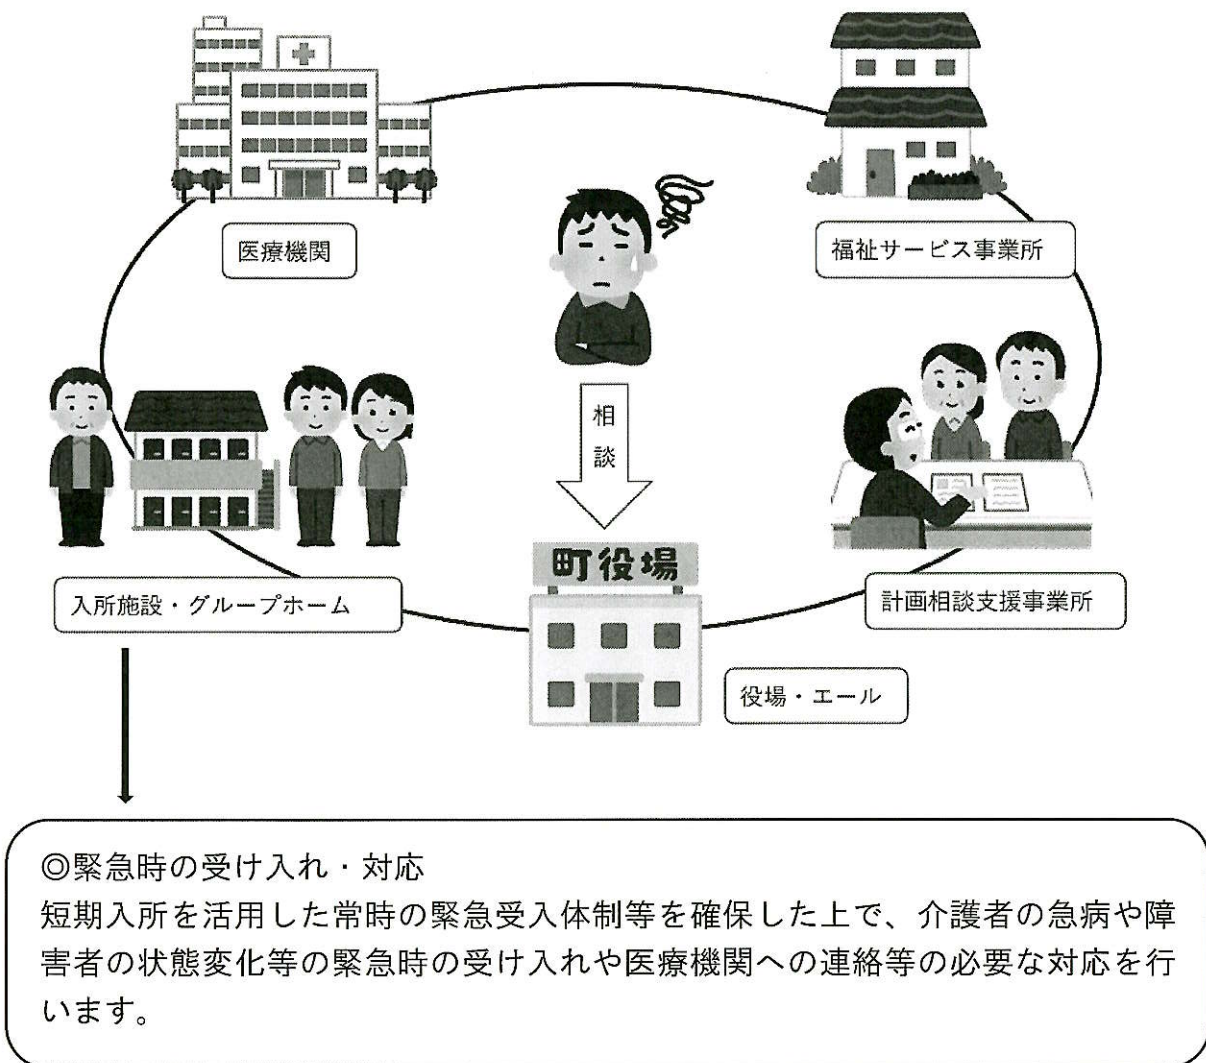 医療機関
福祉サービス事業所
相
談
入所施設・グループホーム
町役場
計画相談支援事業所
役場・エール
◎緊急時の受け入れ・対応
短期入所を活用した常時の緊急受入体制等を確保した上で、介護者の急病や障
害者の状態変化等の緊急時の受け入れや医療機関への連絡等の必要な対応を行
います。